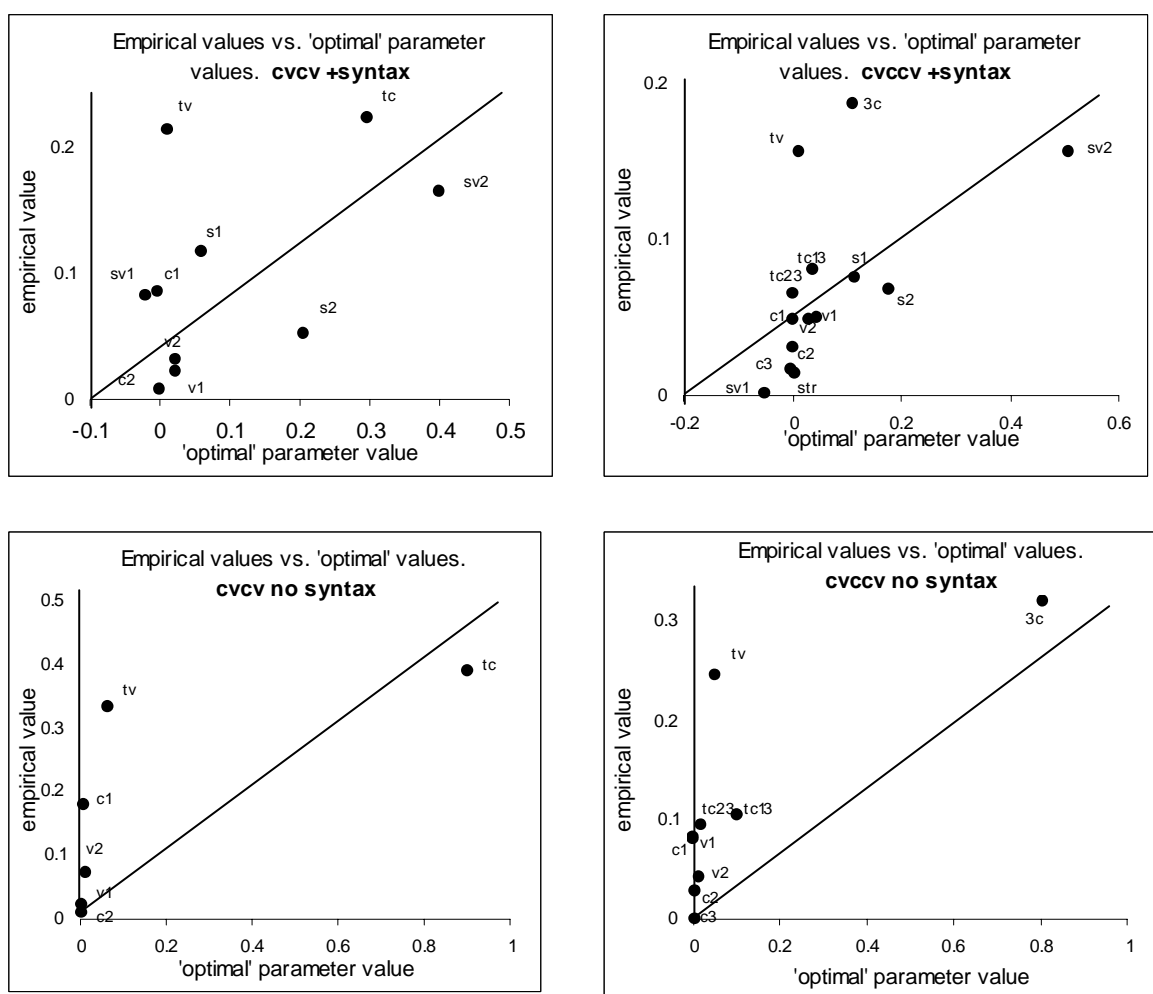 Empirical values vs. 'optimal' parameter
values. cvcv +syntax
tv
tc
0.2
sv2
s1
sv1
c1
0.1
s2
v2
c2
v1
0
-0.1 0 0.1 0.2 0.3 0.4 0.5
'optimal' parameter value
empirical value
Empirical values vs. 'optimal' parameter
values. cvccv +syntax
0.2
3c
tv
sv2
0.1
tc13
s1
tc23
s2
c1
v1
v2
c2
c3
sv1
str
0
-0.2 0 0.2 0.4 0.6
'optimal' parameter value
empirical value
Empirical values vs. 'optimal' values.
cvcv no syntax
0.5
0.4
tc
tv
0.3
0.2
c1
0.1
v2
v1
c2
0
0 0.2 0.4 0.6 0.8 1
'optimal' parameter value
empirical value
Empirical values vs. 'optimal' values.
cvccv no syntax
0.3
3c
tv
0.2
tc23 tc13
0.1
c1 v1
v2
c2
c3
0
0 0.2 0.4 0.6 0.8 1
'optimal' parameter value
empirical value